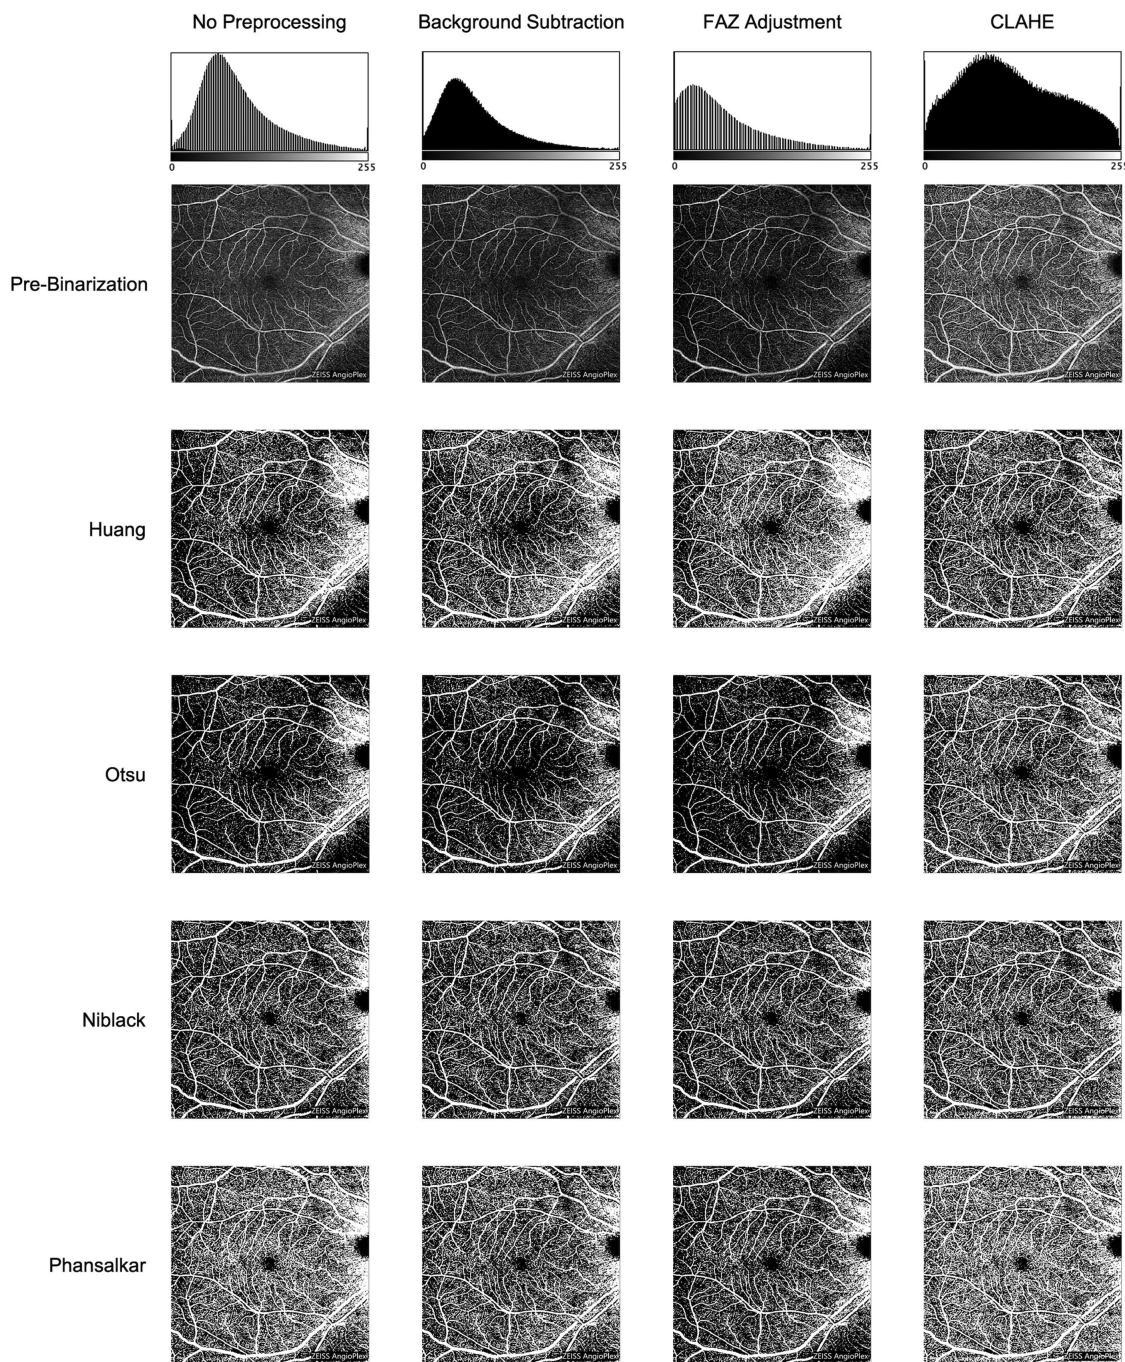 No Preprocessing Background Subtraction FAZ Adjustment CLAHE
0 255 0 255 0 255 0 255
Pre-Binarization
ZEISS AngioPlex ZEISS AngioPlex ZEISS AngioPlex ZEISS AngioPlex
Huang
ZEISS AngioPlex ZEISS AngioPlex ZEISS AngioPlex ZEISS AngioPlex
Otsu
ZEISS AngioPlex ZEISS AngioPlex ZEISS AngioPlex ZEISS AngioPlex
Niblack
ZEISS AngioPlex ZEISS AngioPlex ZEISS AngioPlex ZEISS AngioPlex
Phansalkar
ZEISS AngioPlex ZEISS AngioPlex ZEISS AngioPlex ZEISS AngioPlex